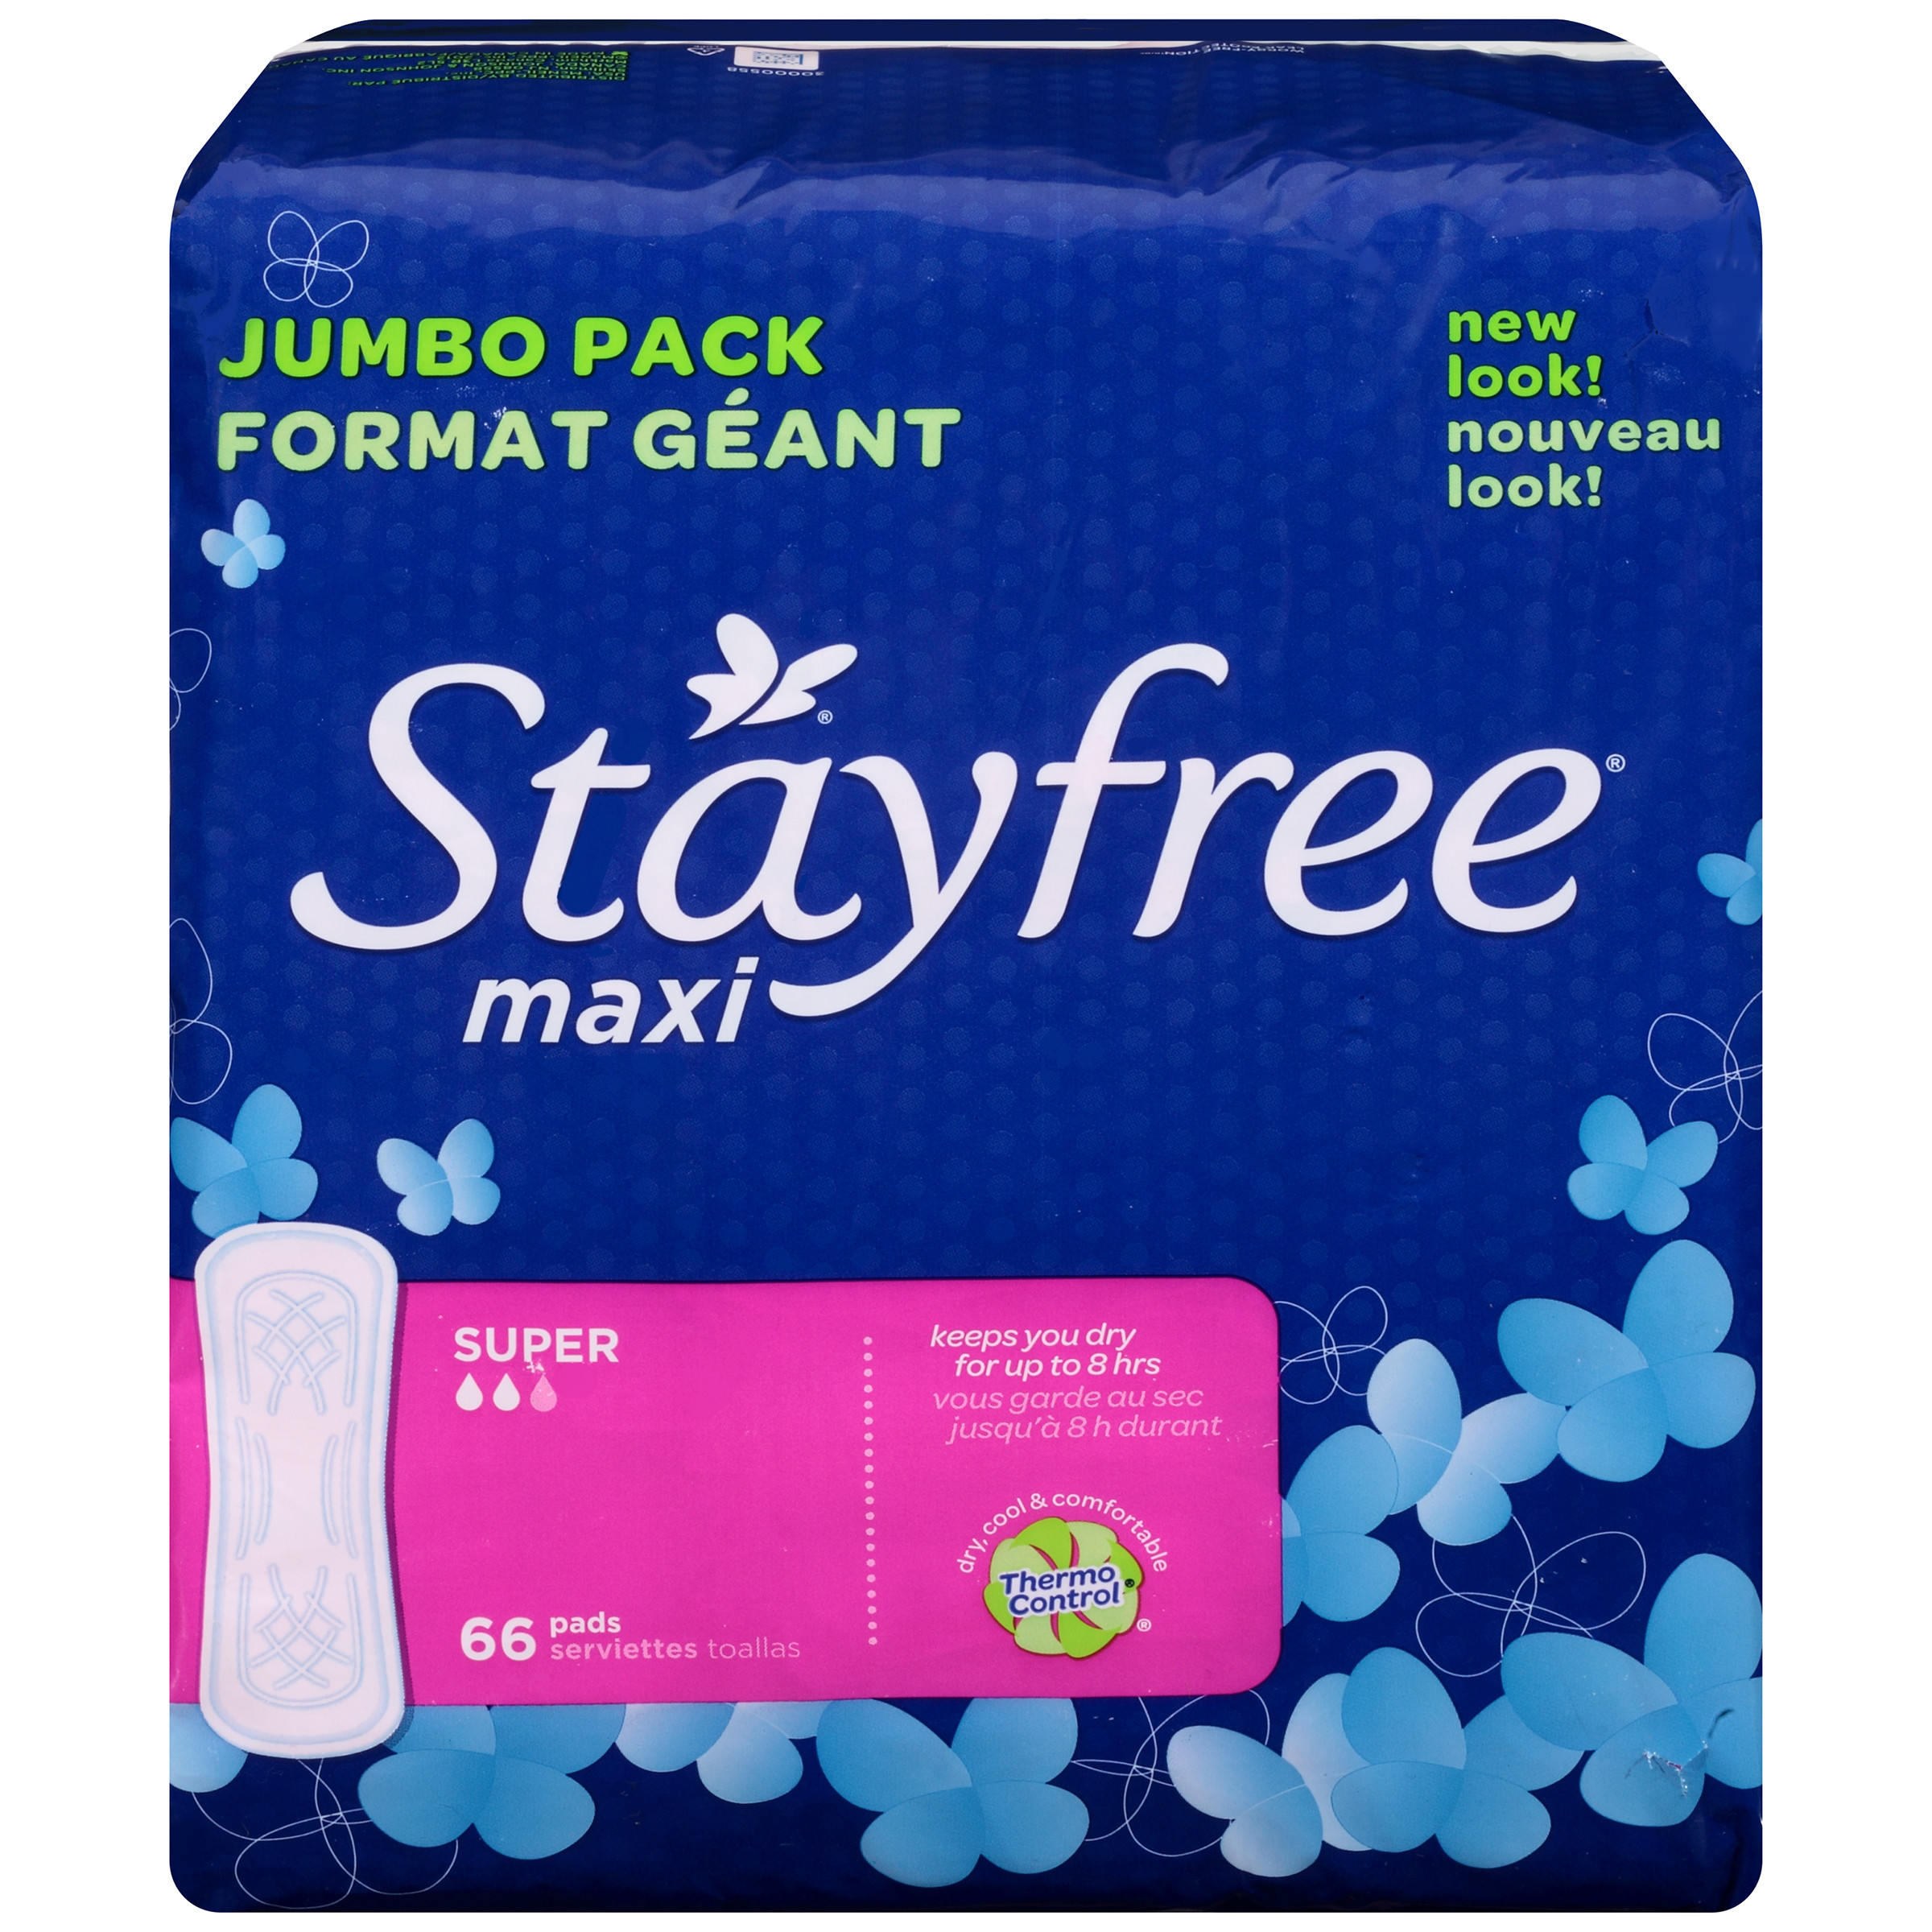 JUMBO PACK
FORMAT GÉANT
new
look!
nouveau
look!
Stayfree®
maxi
SUPER
66 pads
serviettes toallas
keeps you dry
for up to 8 hrs
vous garde au sec
jusqu'à 8 h durant
dry, cool & comfortable
Thermo
Control®